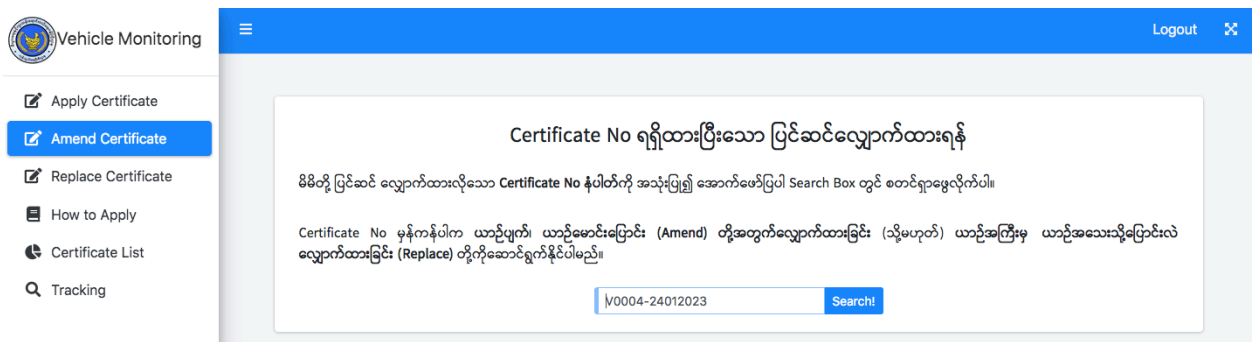 Vehicle Monitoring
Logout
Apply Certificate
Amend Certificate
Replace Certificate
How to Apply
Certificate List
Tracking
Certificate No ရရှိထားပြီးသော ပြင်ဆင်လျှောက်ထားရန်
မိမိတို့ ပြင်ဆင် လျှောက်ထားလိုသော Certificate No နံပါတ်ကို အသုံးပြု၍ အောက်ဖော်ပြပါ Search Box တွင် စတင်ရှာဖွေလိုက်ပါ။
Certificate No မှန်ကန်ပါက ယာဉ်ပျက်၊ ယာဉ်မောင်းပြောင်း (Amend) တို့အတွက်လျှောက်ထားခြင်း (သို့မဟုတ်) ယာဉ်အကြီးမှ ယာဉ်အသေးသို့ပြောင်းလဲ
လျှောက်ထားခြင်း (Replace) တို့ကိုဆောင်ရွက်နိုင်ပါမည်။
V0004-24012023
Search!